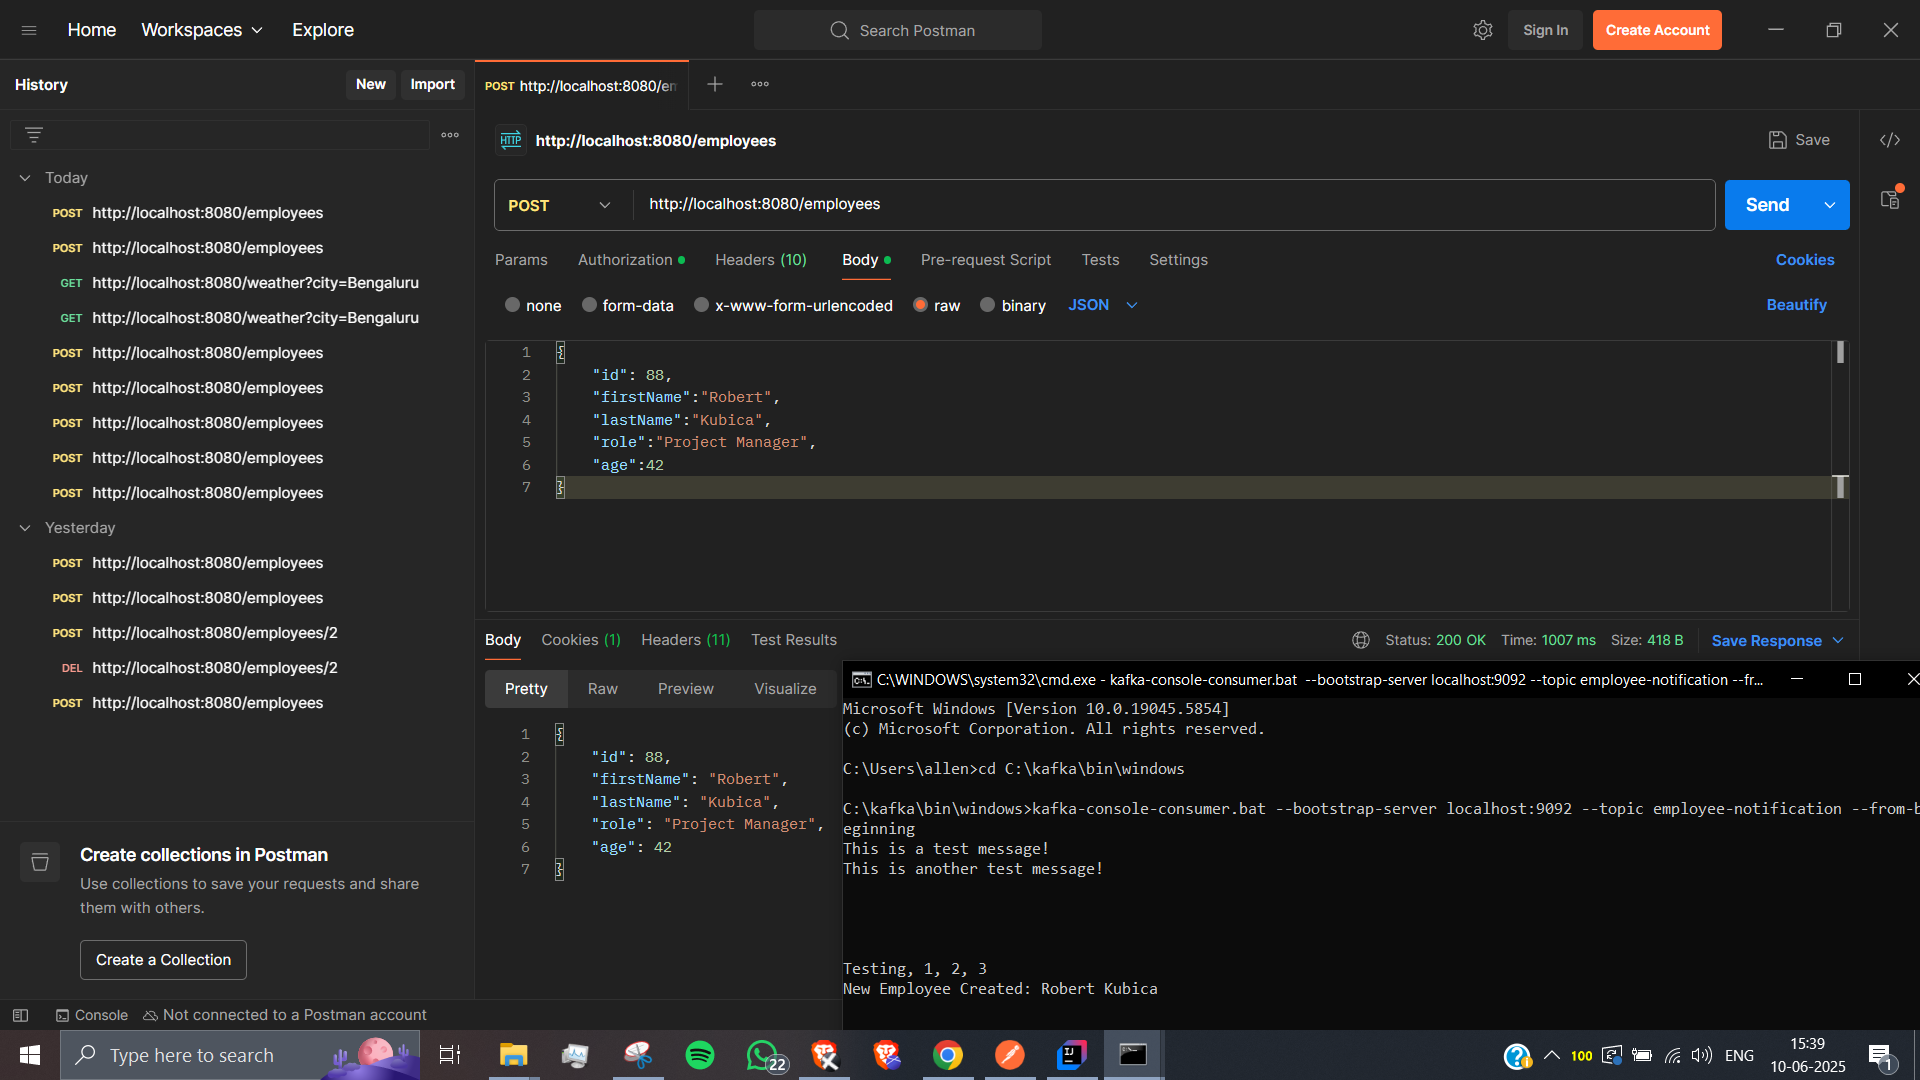 Home
Workspaces
Explore
Search Postman
Sign In
Create Account
History
New
Import
POST http://localhost:8080/em
HTTP http://localhost:8080/employees
Save
Today
POST http://localhost:8080/employees
POST http://localhost:8080/employees
GET http://localhost:8080/weather?city=Bengaluru
GET http://localhost:8080/weather?city=Bengaluru
POST http://localhost:8080/employees
POST http://localhost:8080/employees
POST http://localhost:8080/employees
POST http://localhost:8080/employees
POST http://localhost:8080/employees
Yesterday
POST http://localhost:8080/employees
POST http://localhost:8080/employees
POST http://localhost:8080/employees/2
DEL http://localhost:8080/employees/2
POST http://localhost:8080/employees
Create collections in Postman
Use collections to save your requests and share
them with others.
Create a Collection
POST
http://localhost:8080/employees
Send
Params
Authorization
Headers (10)
Body
Pre-request Script
Tests
Settings
Cookies
none
form-data
x-www-form-urlencoded
raw
binary
JSON
Beautify
1 {
2 "id": 88,
3 "firstName":"Robert",
4 "lastName":"Kubica",
5 "role":"Project Manager",
6 "age":42
7 }
Body
Cookies (1)
Headers (11)
Test Results
Status: 200 OK
Time: 1007 ms
Size: 418 B
Save Response
Pretty
Raw
Preview
Visualize
1 {
2 "id": 88,
3 "firstName": "Robert",
4 "lastName": "Kubica",
5 "role": "Project Manager",
6 "age": 42
7 }
C:\WINDOWS\system32\cmd.exe - kafka-console-consumer.bat --bootstrap-server localhost:9092 --topic employee-notification --fr...
Microsoft Windows [Version 10.0.19045.5854]
(c) Microsoft Corporation. All rights reserved.
C:\Users\allen>cd C:\kafka\bin\windows
C:\kafka\bin\windows>kafka-console-consumer.bat --bootstrap-server localhost:9092 --topic employee-notification --from-b
eginning
This is a test message!
This is another test message!
Testing, 1, 2, 3
New Employee Created: Robert Kubica
Console
Not connected to a Postman account
Type here to search
22
100
ENG
15:39
10-06-2025
1